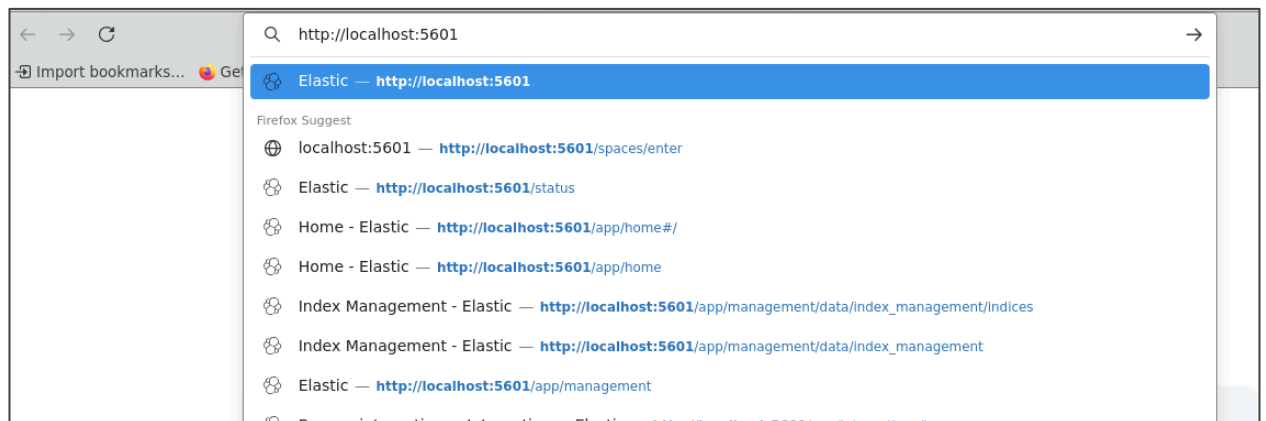 http://localhost:5601
Import bookmarks... Get
Elastic — http://localhost:5601
Firefox Suggest
localhost:5601 — http://localhost:5601/spaces/enter
Elastic — http://localhost:5601/status
Home - Elastic — http://localhost:5601/app/home#/
Home - Elastic — http://localhost:5601/app/home
Index Management - Elastic — http://localhost:5601/app/management/data/index_management/indices
Index Management - Elastic — http://localhost:5601/app/management/data/index_management
Elastic — http://localhost:5601/app/management